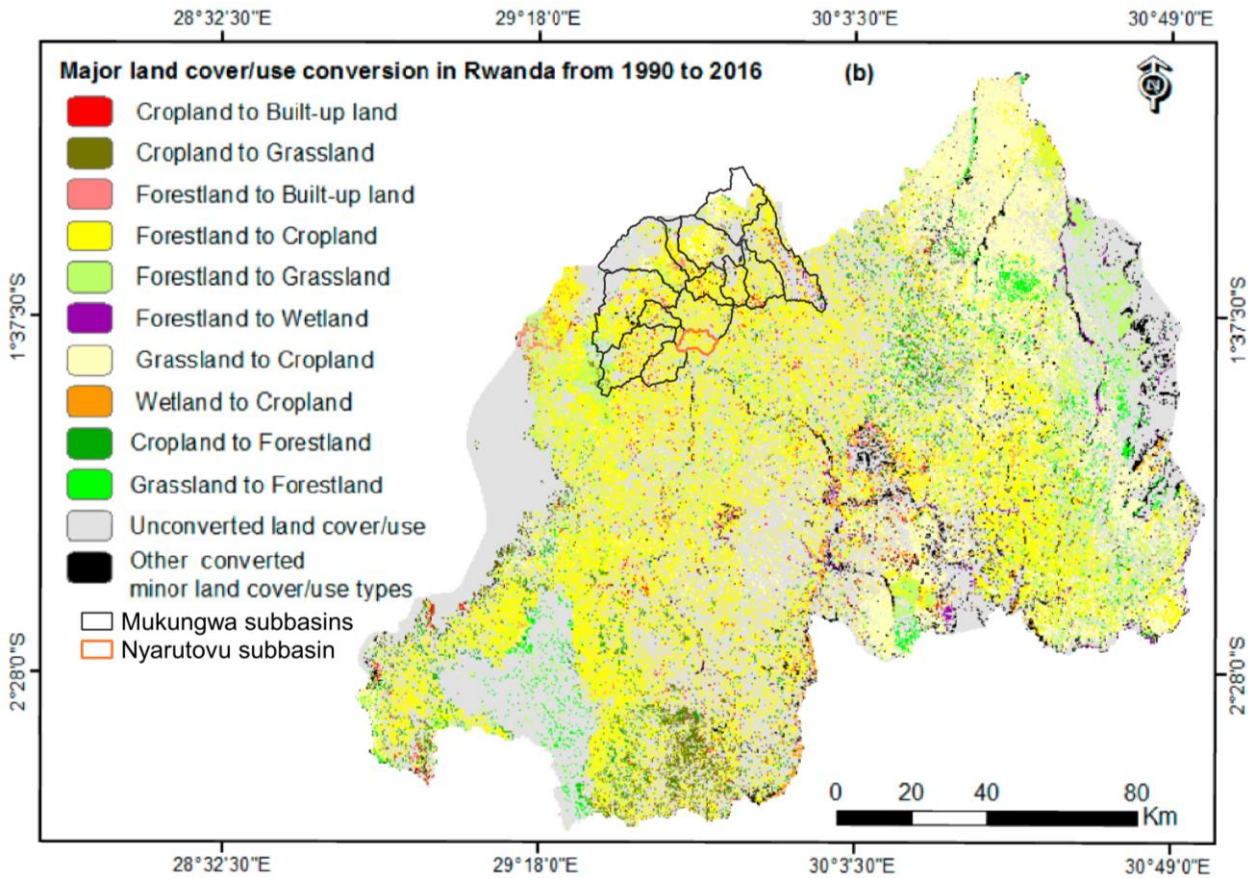 28°32'30"E 29°18'0"E 30°3'30"E 30°49'0"E
Major land cover/use conversion in Rwanda from 1990 to 2016 (b)
N
Cropland to Built-up land
Cropland to Grassland
Forestland to Built-up land
Forestland to Cropland
Forestland to Grassland
Forestland to Wetland
1°37'30"S 1°37'30"S
Grassland to Cropland
Wetland to Cropland
Cropland to Forestland
Grassland to Forestland
Unconverted land cover/use
Other converted
minor land cover/use types
Mukungwa subbasins
Nyarutovu subbasin
2°28'0"S 2°28'0"S
0 20 40 80
Km
28°32'30"E 29°18'0"E 30°3'30"E 30°49'0"E